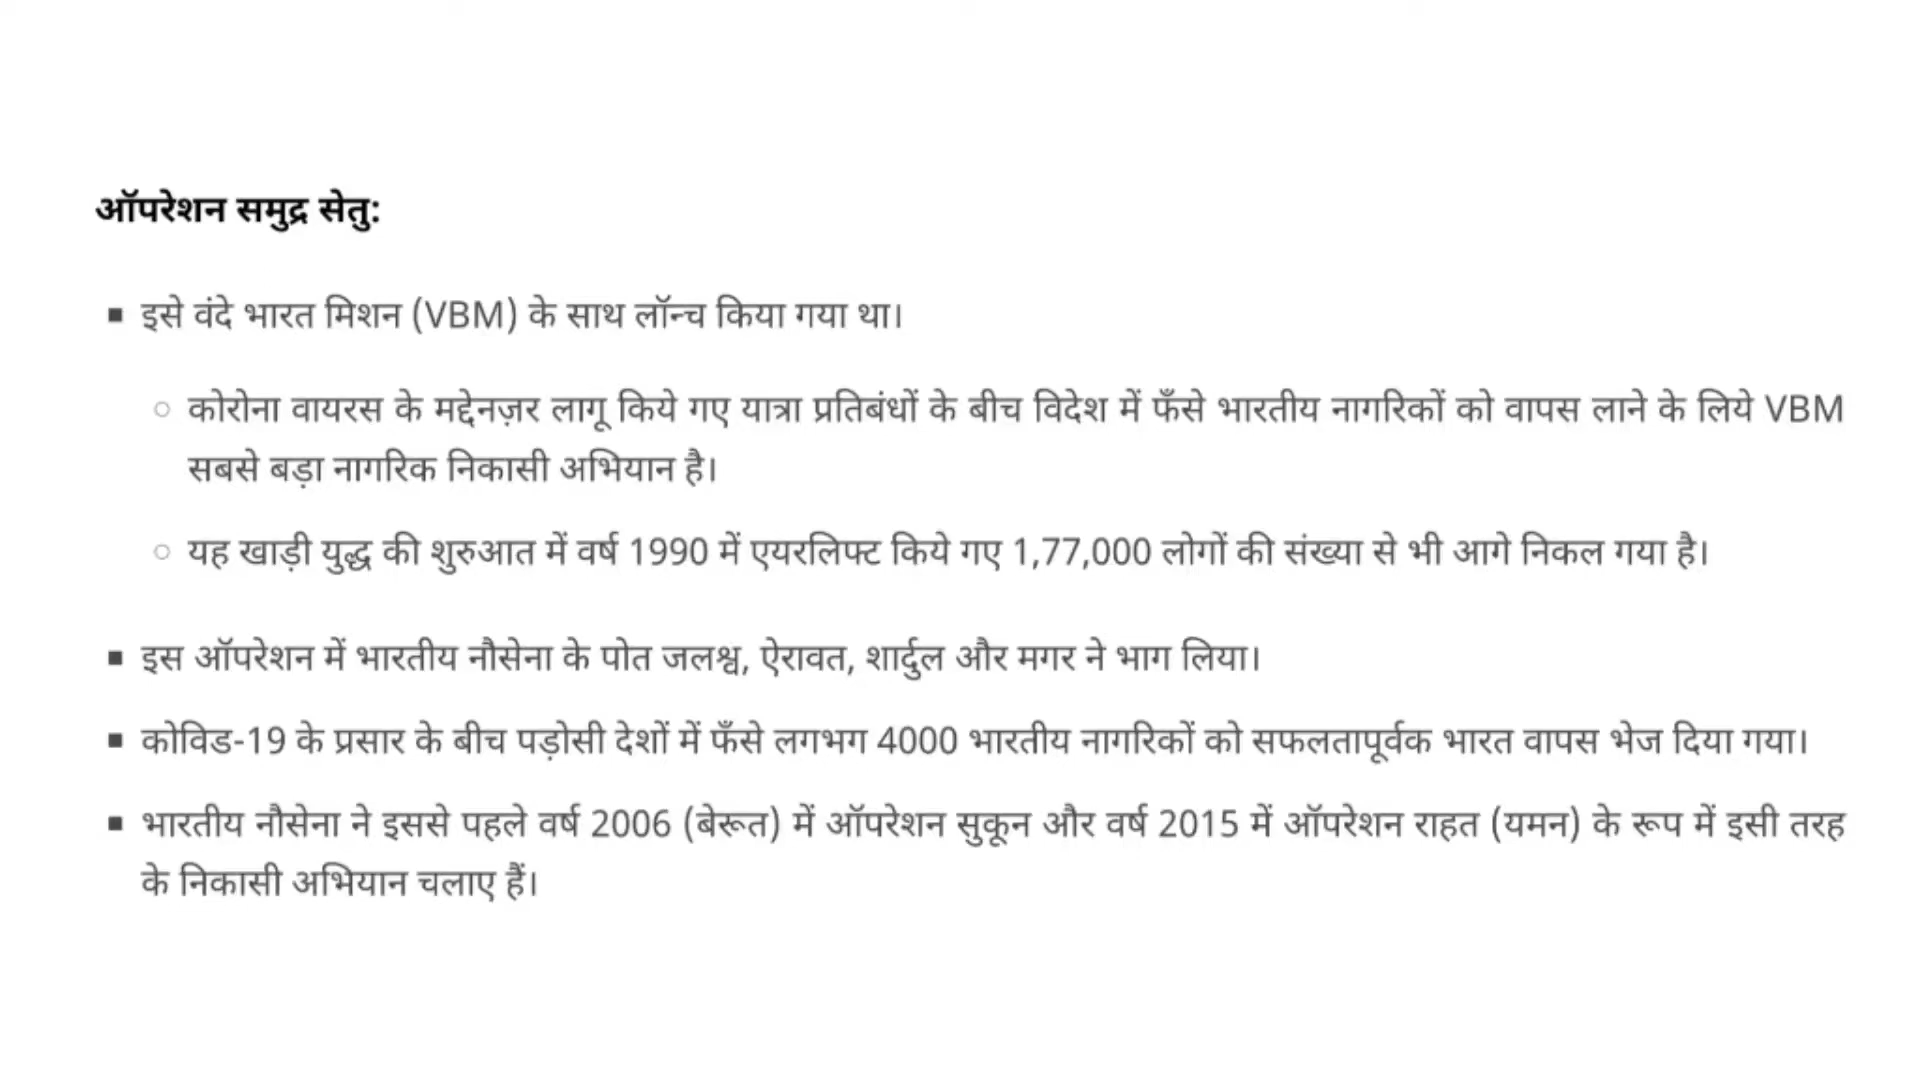 ऑपरेशन समुद्र सेतु:
▪ इसे वंदे भारत मिशन (VBM) के साथ लॉन्च किया गया था।
○ कोरोना वायरस के मद्देनज़र लागू किये गए यात्रा प्रतिबंधों के बीच विदेश में फँसे भारतीय नागरिकों को वापस लाने के लिये VBM
सबसे बड़ा नागरिक निकासी अभियान है।
○ यह खाड़ी युद्ध की शुरुआत में वर्ष 1990 में एयरलिफ्ट किये गए 1,77,000 लोगों की संख्या से भी आगे निकल गया है।
▪ इस ऑपरेशन में भारतीय नौसेना के पोत जलश्व, ऐरावत, शार्दुल और मगर ने भाग लिया।
▪ कोविड-19 के प्रसार के बीच पड़ोसी देशों में फँसे लगभग 4000 भारतीय नागरिकों को सफलतापूर्वक भारत वापस भेज दिया गया।
▪ भारतीय नौसेना ने इससे पहले वर्ष 2006 (बेरूत) में ऑपरेशन सुकून और वर्ष 2015 में ऑपरेशन राहत (यमन) के रूप में इसी तरह
के निकासी अभियान चलाए हैं।